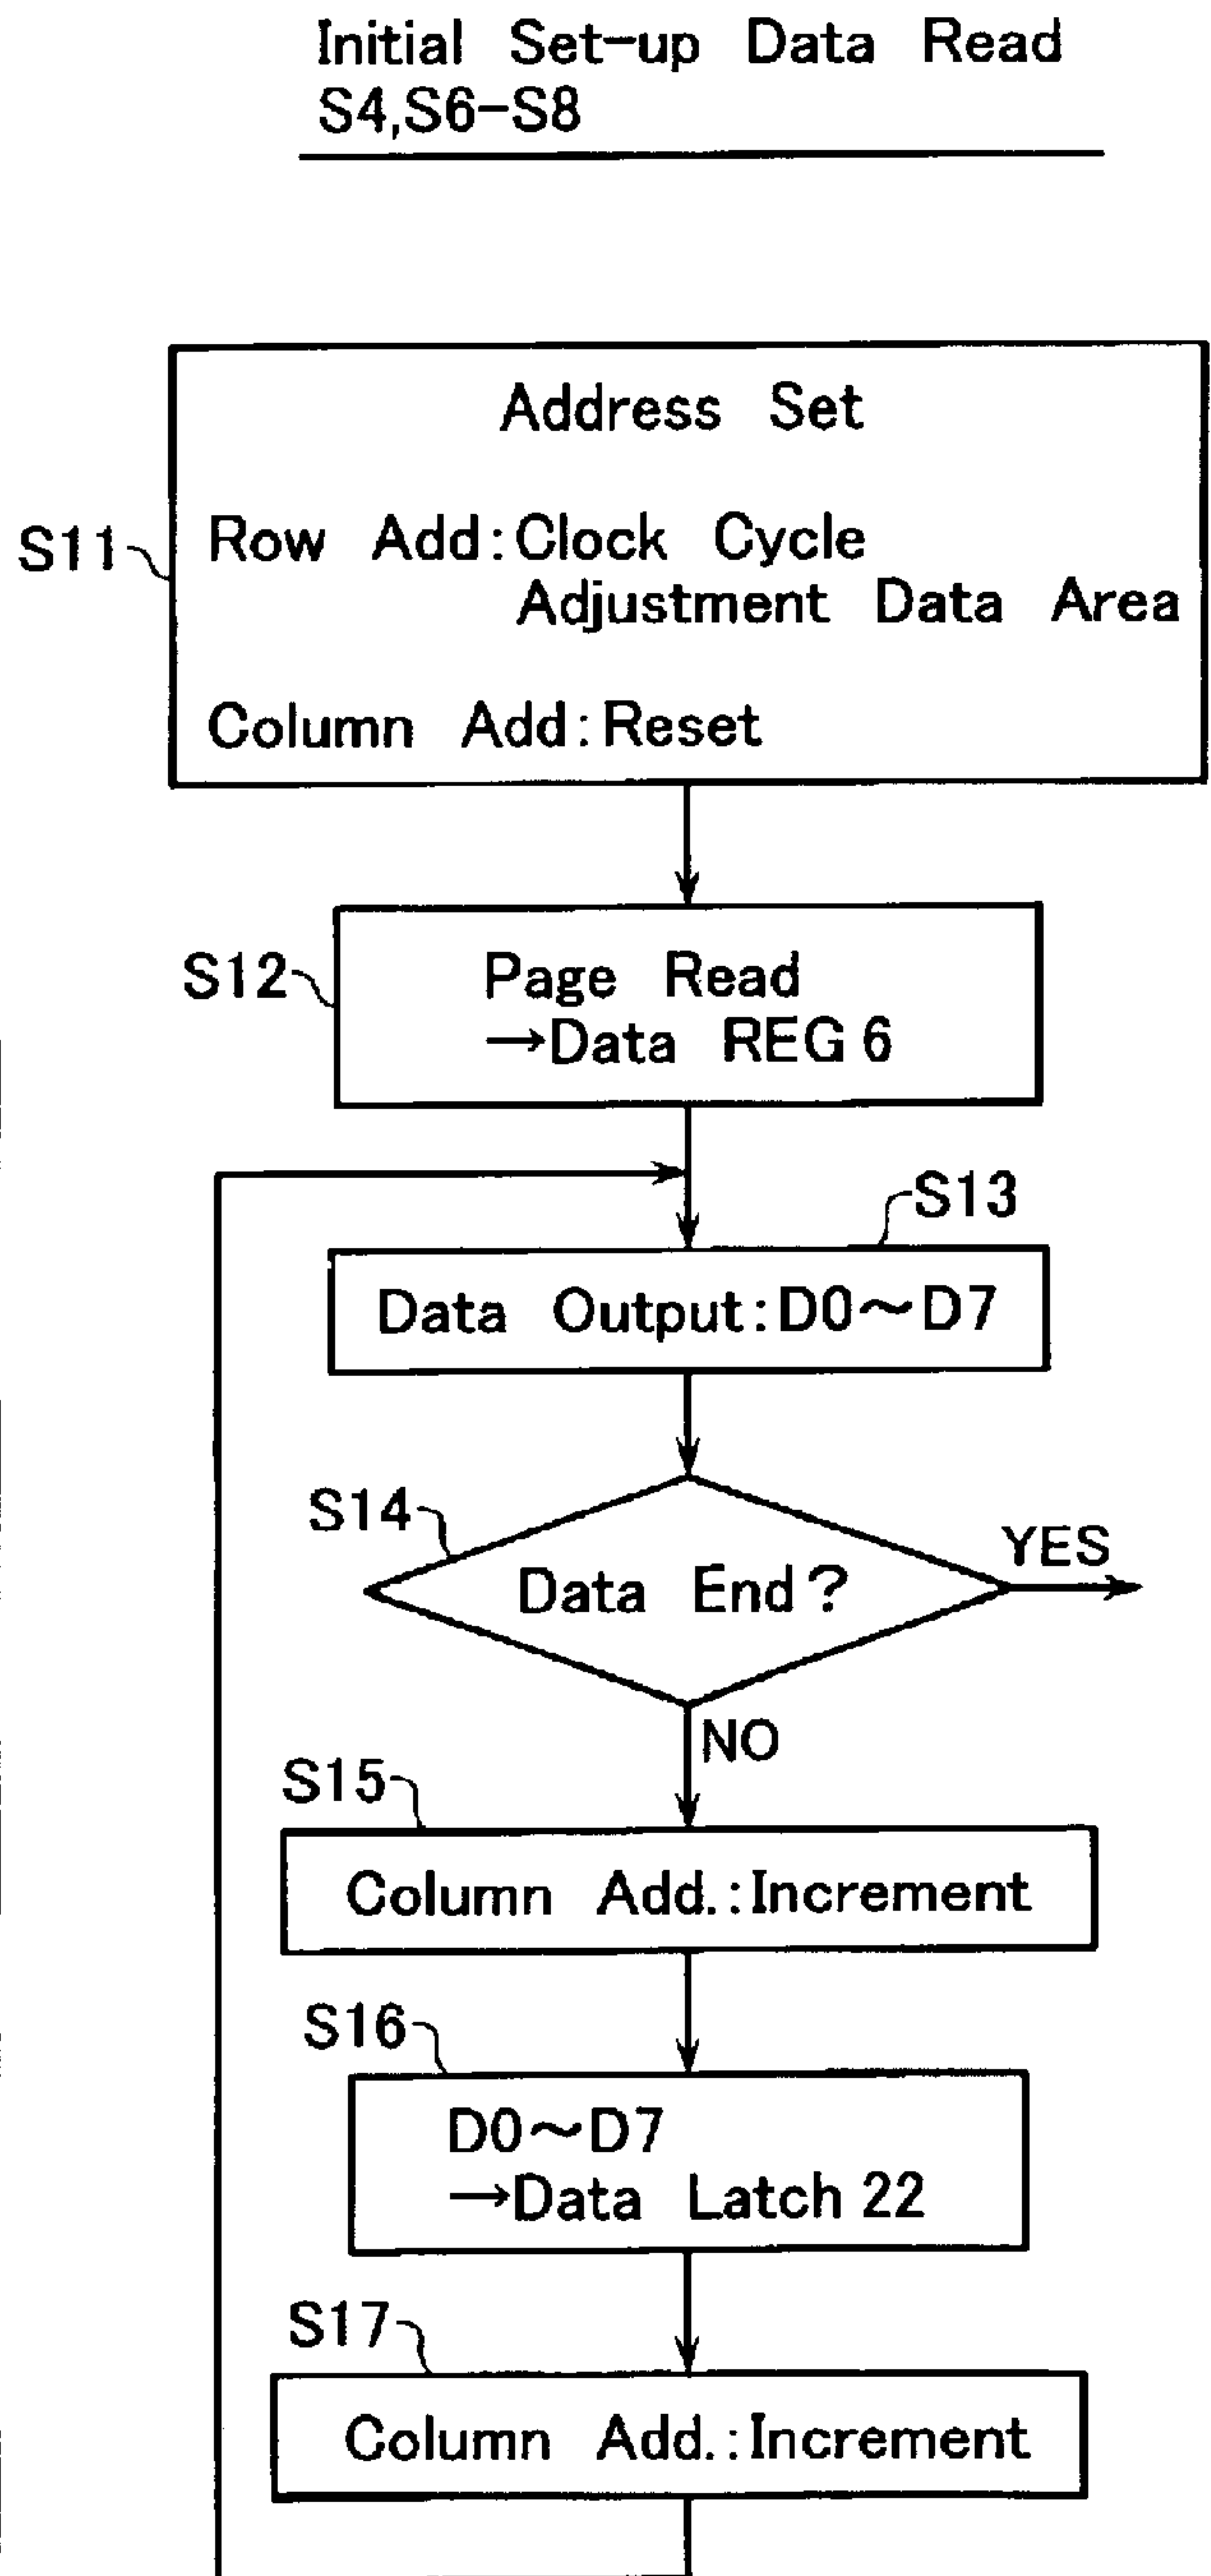 Initial Set-up Data Read
S4,S6-S8
Address Set
S11
Row Add:Clock Cycle
Adjustment Data Area
Column Add:Reset
S12
Page Read
→Data REG 6
S13
Data Output:D0～D7
S14
Data End?
YES
NO
S15
Column Add.:Increment
S16
D0～D7
→Data Latch 22
S17
Column Add.:Increment